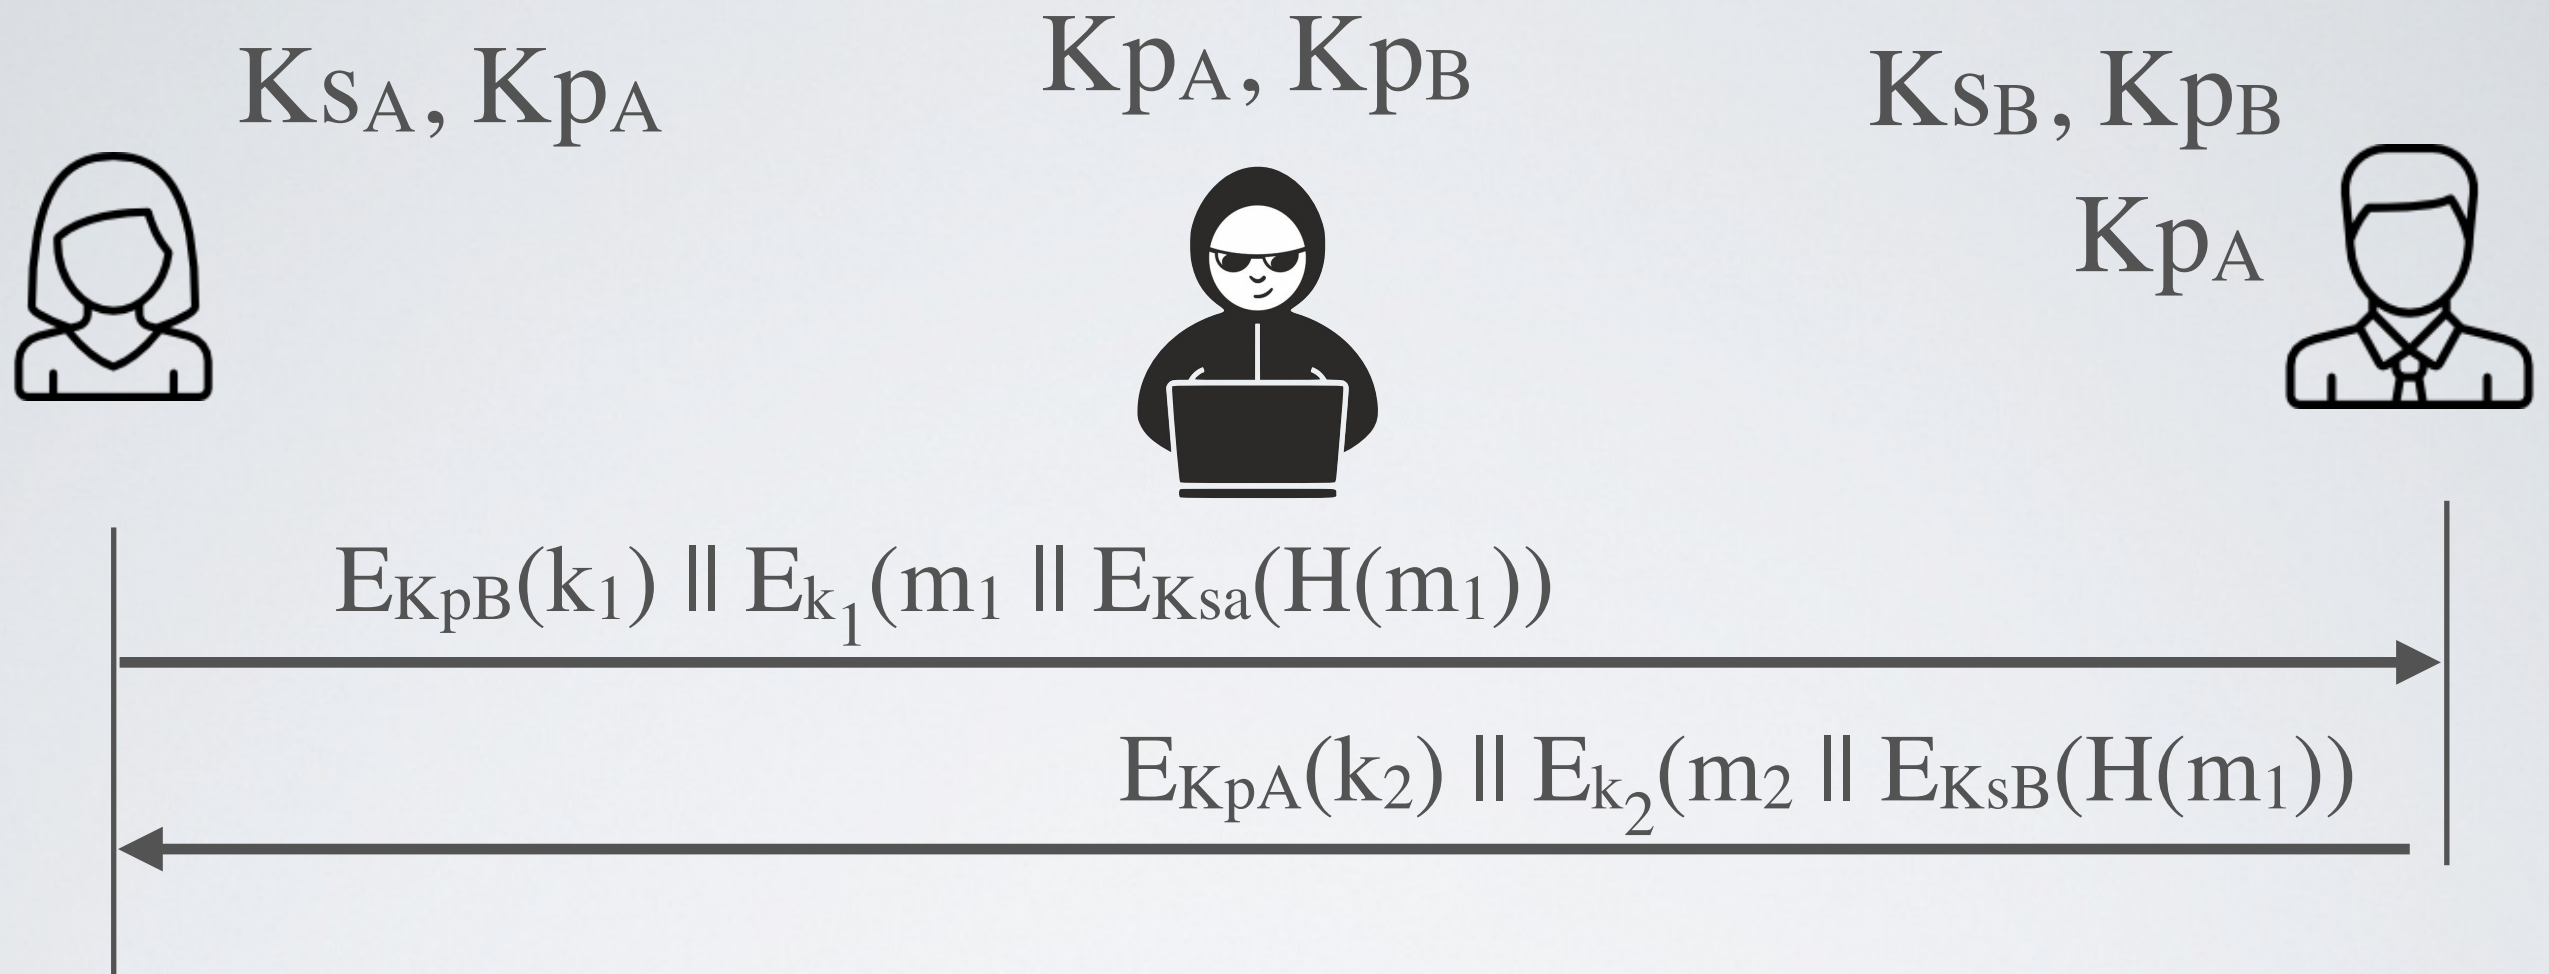 KsA, KpA
KpA, KpB
KsB, KpB
KpA
EKpB(k1) || Ek1(m1 || EKsa(H(m1))
EKpA(k2) || Ek2(m2 || EKsB(H(m1))